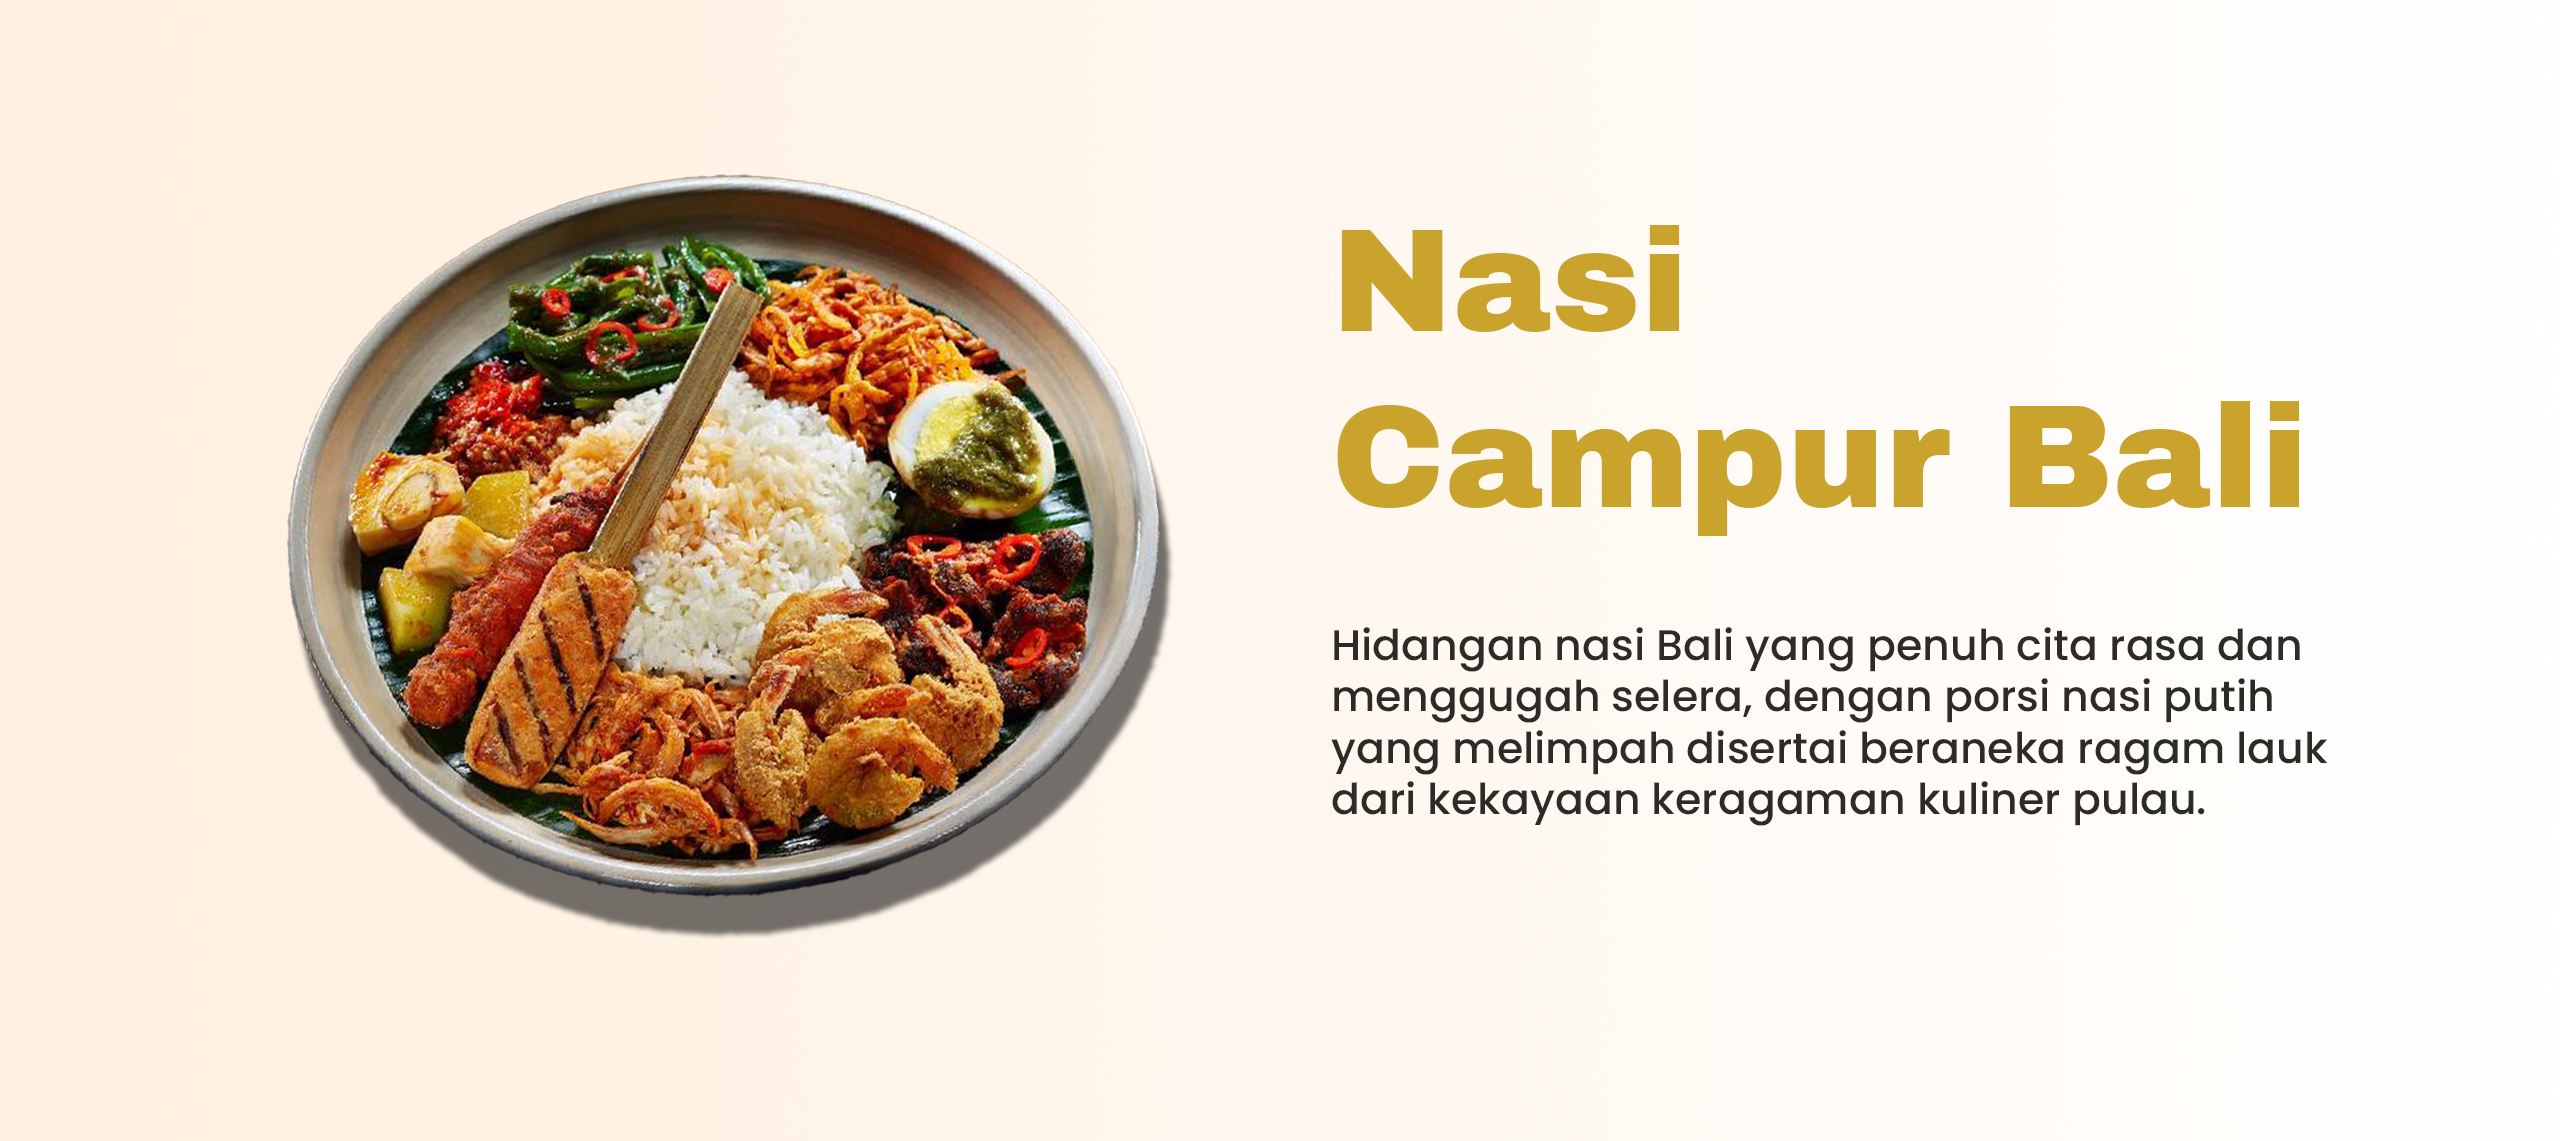 Nasi
Campur Bali
Hidangan nasi Bali yang penuh cita rasa dan
menggugah selera, dengan porsi nasi putih
yang melimpah disertai beraneka ragam lauk
dari kekayaan keragaman kuliner pulau.